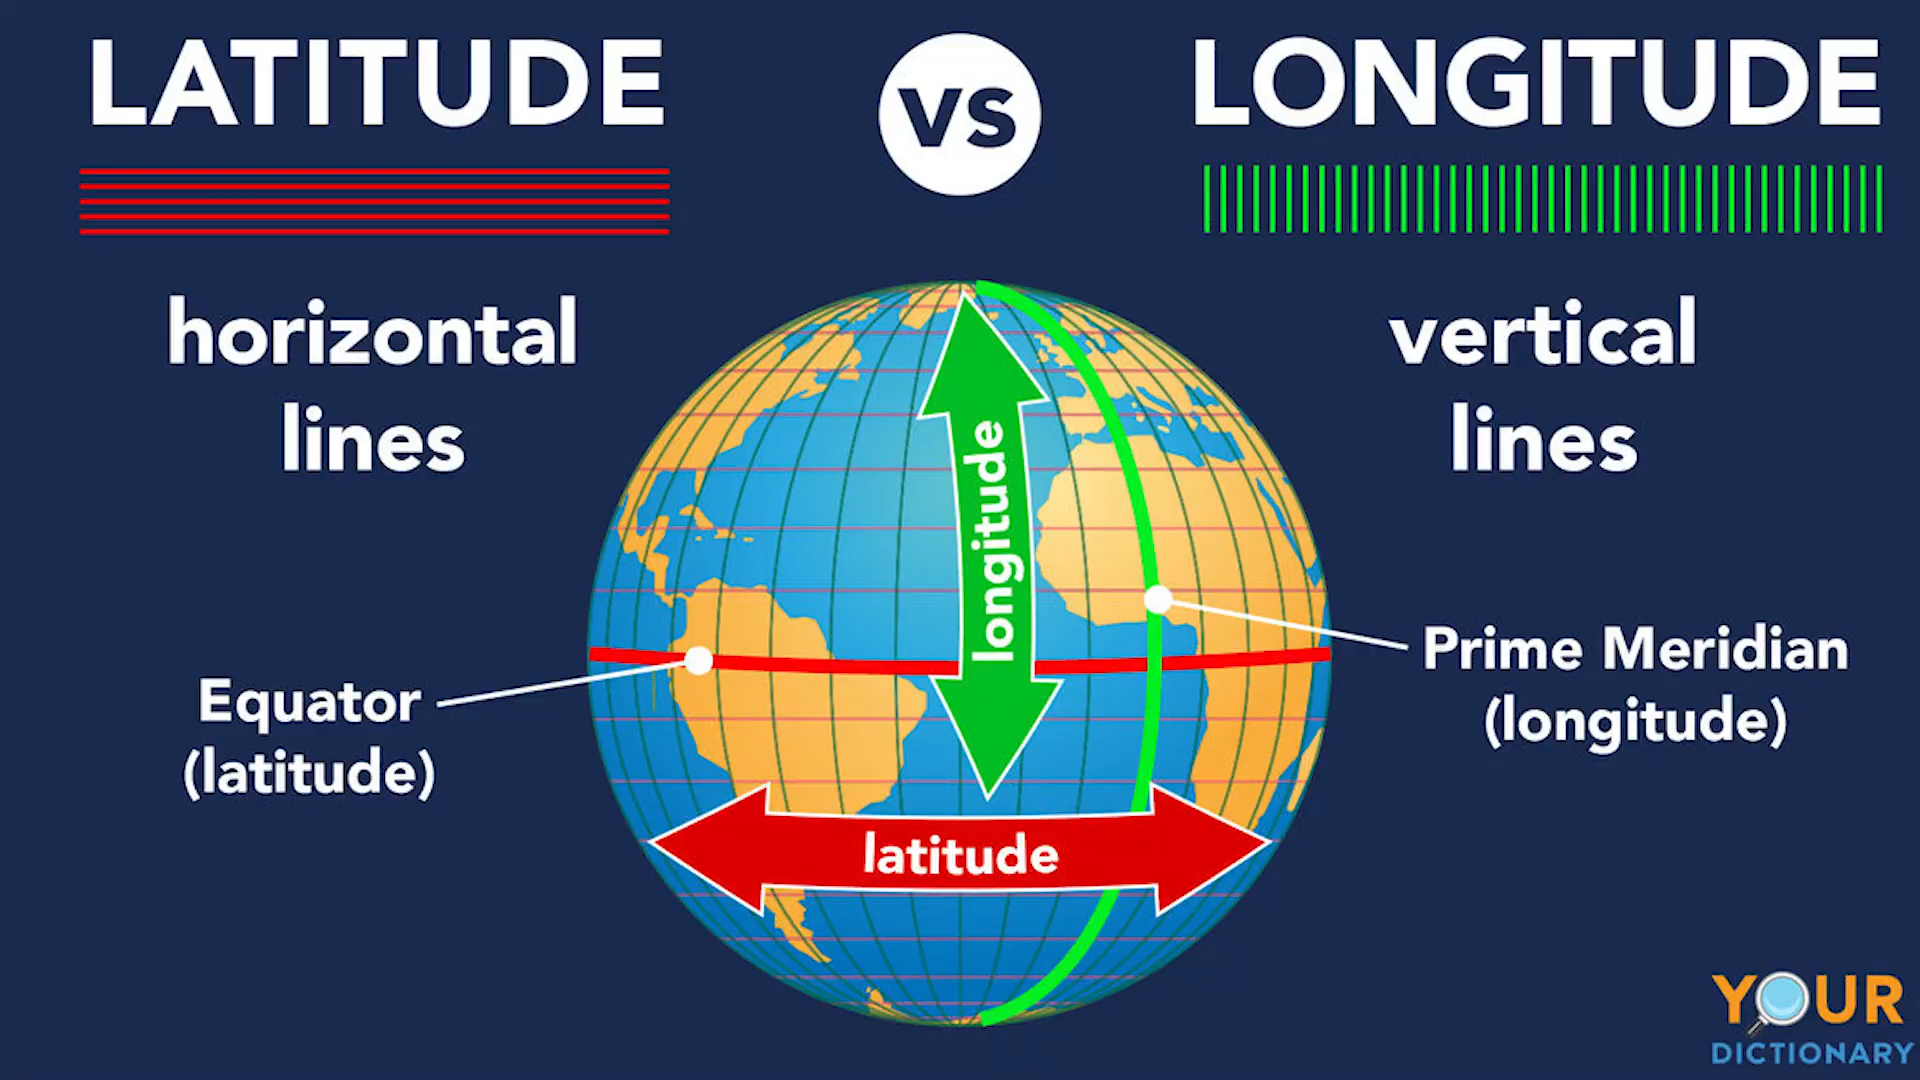 LATITUDE
VS
LONGITUDE
horizontal
lines
vertical
lines
longitude
Equator
(latitude)
Prime Meridian
(longitude)
latitude
YOUR
DICTIONARY